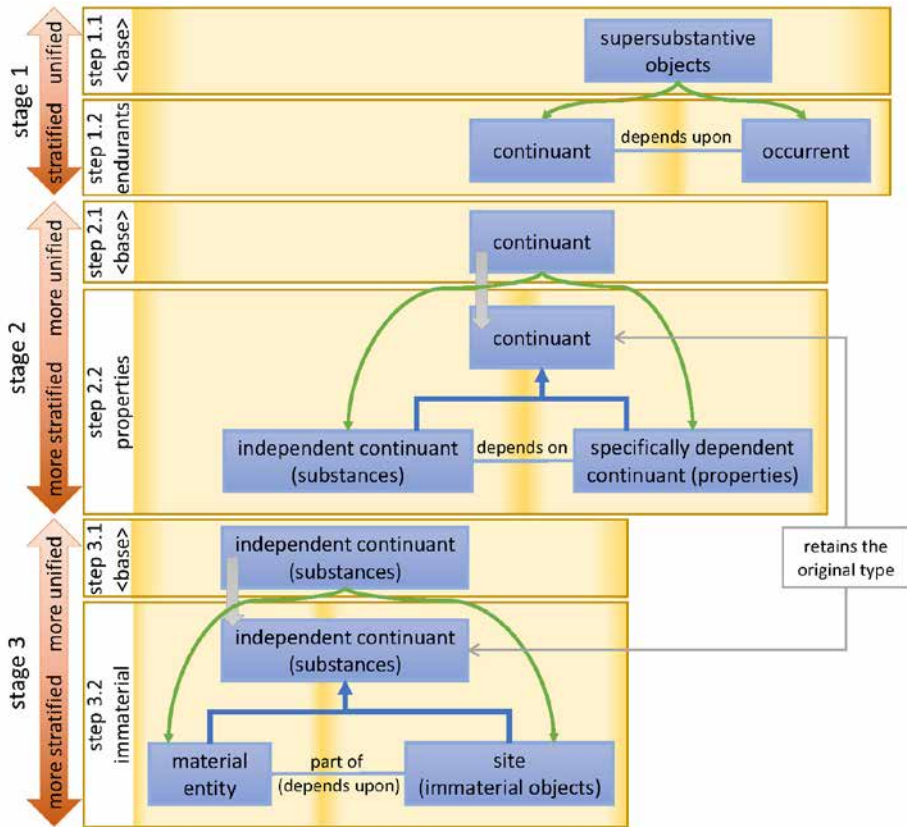 stage 1
stratified unified
step 1.1
<base>
supersubstantive
objects
step 1.2
endurants
continuant
depends upon
occurrent
stage 2
more stratified more unified
step 2.1
<base>
continuant
step 2.2
properties
continuant
independent continuant
(substances)
depends on
specifically dependent
continuant (properties)
retains the
original type
stage 3
more stratified more unified
step 3.1
<base>
independent continuant
(substances)
step 3.2
immaterial
independent continuant
(substances)
material
entity
part of
(depends upon)
site
(immaterial objects)